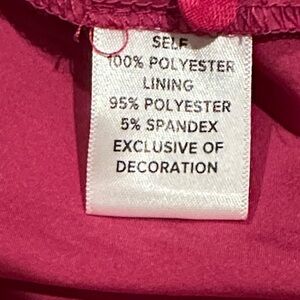 SELF
100% POLYESTER
LINING
95% POLYESTER
5% SPANDEX
EXCLUSIVE OF
DECORATION